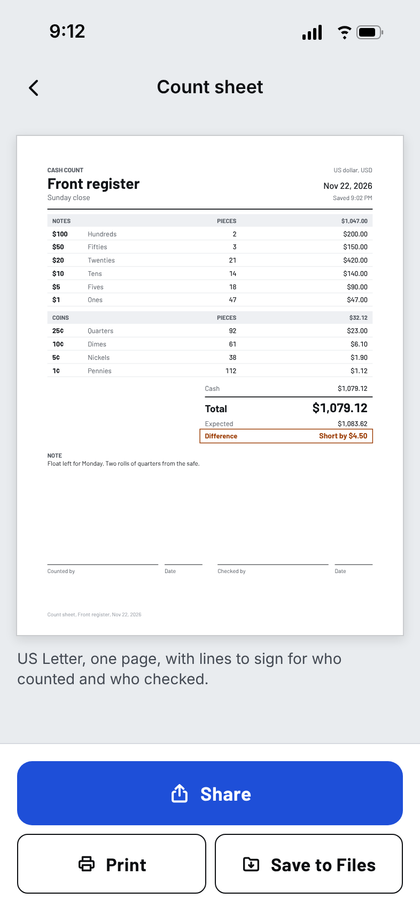 9:12
Count sheet
CASH COUNT
US dollar, USD
Front register
Nov 22, 2026
Sunday close
Saved 9:02 PM
NOTES PIECES $1,047.00
$100 Hundreds 2 $200.00
$50 Fifties 3 $150.00
$20 Twenties 21 $420.00
$10 Tens 14 $140.00
$5 Fives 18 $90.00
$1 Ones 47 $47.00
COINS PIECES $32.12
25¢ Quarters 92 $23.00
10¢ Dimes 61 $6.10
5¢ Nickels 38 $1.90
1¢ Pennies 112 $1.12
Cash $1,079.12
Total $1,079.12
Expected $1,083.62
Difference Short by $4.50
NOTE
Float left for Monday. Two rolls of quarters from the safe.
Counted by Date Checked by Date
Count sheet. Front register. Nov 22, 2026
US Letter, one page, with lines to sign for who
counted and who checked.
Share
Print
Save to Files